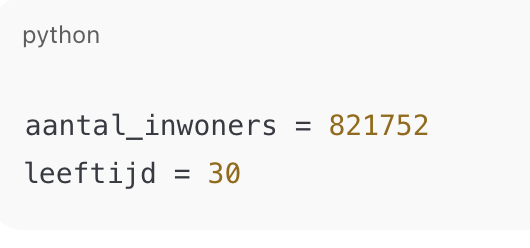 python
aantal_inwoners = 821752
leeftijd = 30